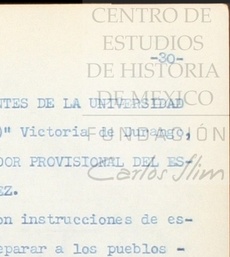 CENTRO DE
ESTUDIOS
DE HISTORIA
DE MEXICO
FUNDACIÓN
Carlos Slim
-30-
NTES DE LA UNIVERSIDAD
)" Victoria de Durango,
DOR PROVISIONAL DEL ES-
EZ.
on instrucciones de es-
eparar a los pueblos -